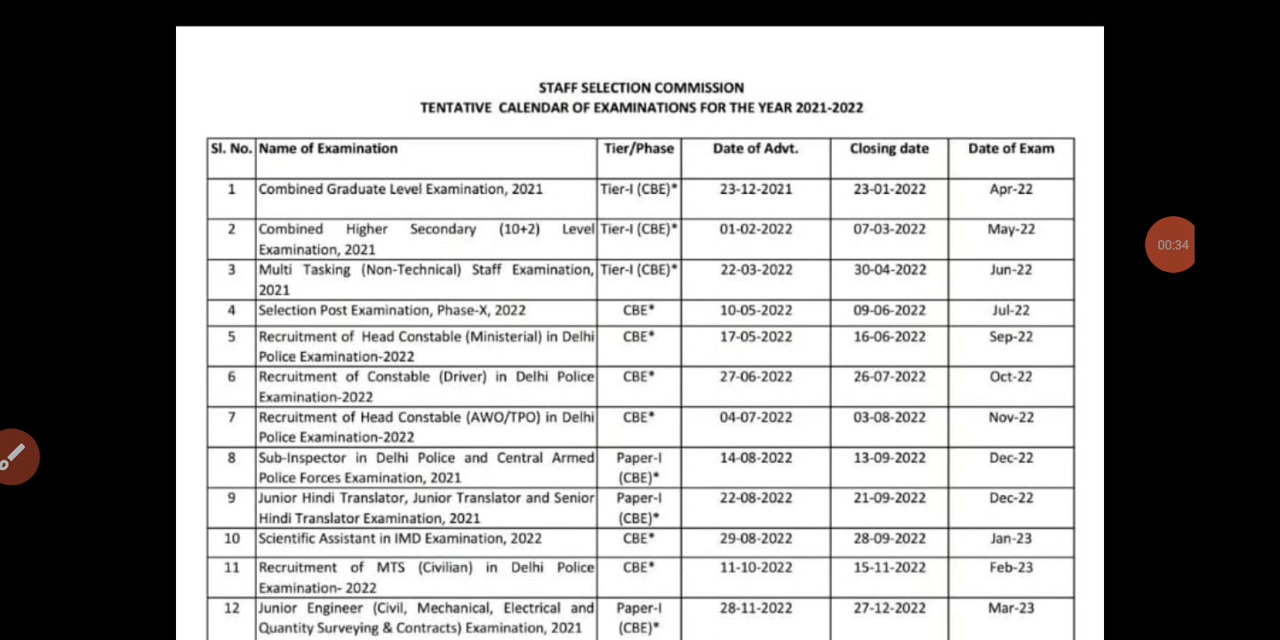 STAFF SELECTION COMMISSION
TENTATIVE CALENDAR OF EXAMINATIONS FOR THE YEAR 2021-2022
Sl. No. Name of Examination Tier/Phase Date of Advt. Closing date Date of Exam
1 Combined Graduate Level Examination, 2021 Tier-I (CBE)* 23-12-2021 23-01-2022 Apr-22
2 Combined Higher Secondary (10+2) Level Tier-I (CBE)* 01-02-2022 07-03-2022 May-22
Examination, 2021
3 Multi Tasking (Non-Technical) Staff Examination, Tier-I (CBE)* 22-03-2022 30-04-2022 Jun-22
2021
4 Selection Post Examination, Phase-X, 2022 CBE* 10-05-2022 09-06-2022 Jul-22
5 Recruitment of Head Constable (Ministerial) in Delhi CBE* 17-05-2022 16-06-2022 Sep-22
Police Examination-2022
6 Recruitment of Constable (Driver) in Delhi Police CBE* 27-06-2022 26-07-2022 Oct-22
Examination-2022
7 Recruitment of Head Constable (AWO/TPO) in Delhi CBE* 04-07-2022 03-08-2022 Nov-22
Police Examination-2022
8 Sub-Inspector in Delhi Police and Central Armed Paper-I 14-08-2022 13-09-2022 Dec-22
Police Forces Examination, 2021 (CBE)*
9 Junior Hindi Translator, Junior Translator and Senior Paper-I 22-08-2022 21-09-2022 Dec-22
Hindi Translator Examination, 2021 (CBE)*
10 Scientific Assistant in IMD Examination, 2022 CBE* 29-08-2022 28-09-2022 Jan-23
11 Recruitment of MTS (Civilian) in Delhi Police CBE* 11-10-2022 15-11-2022 Feb-23
Examination- 2022
12 Junior Engineer (Civil, Mechanical, Electrical and Paper-I 28-11-2022 27-12-2022 Mar-23
Quantity Surveying & Contracts) Examination, 2021 (CBE)*
00:34